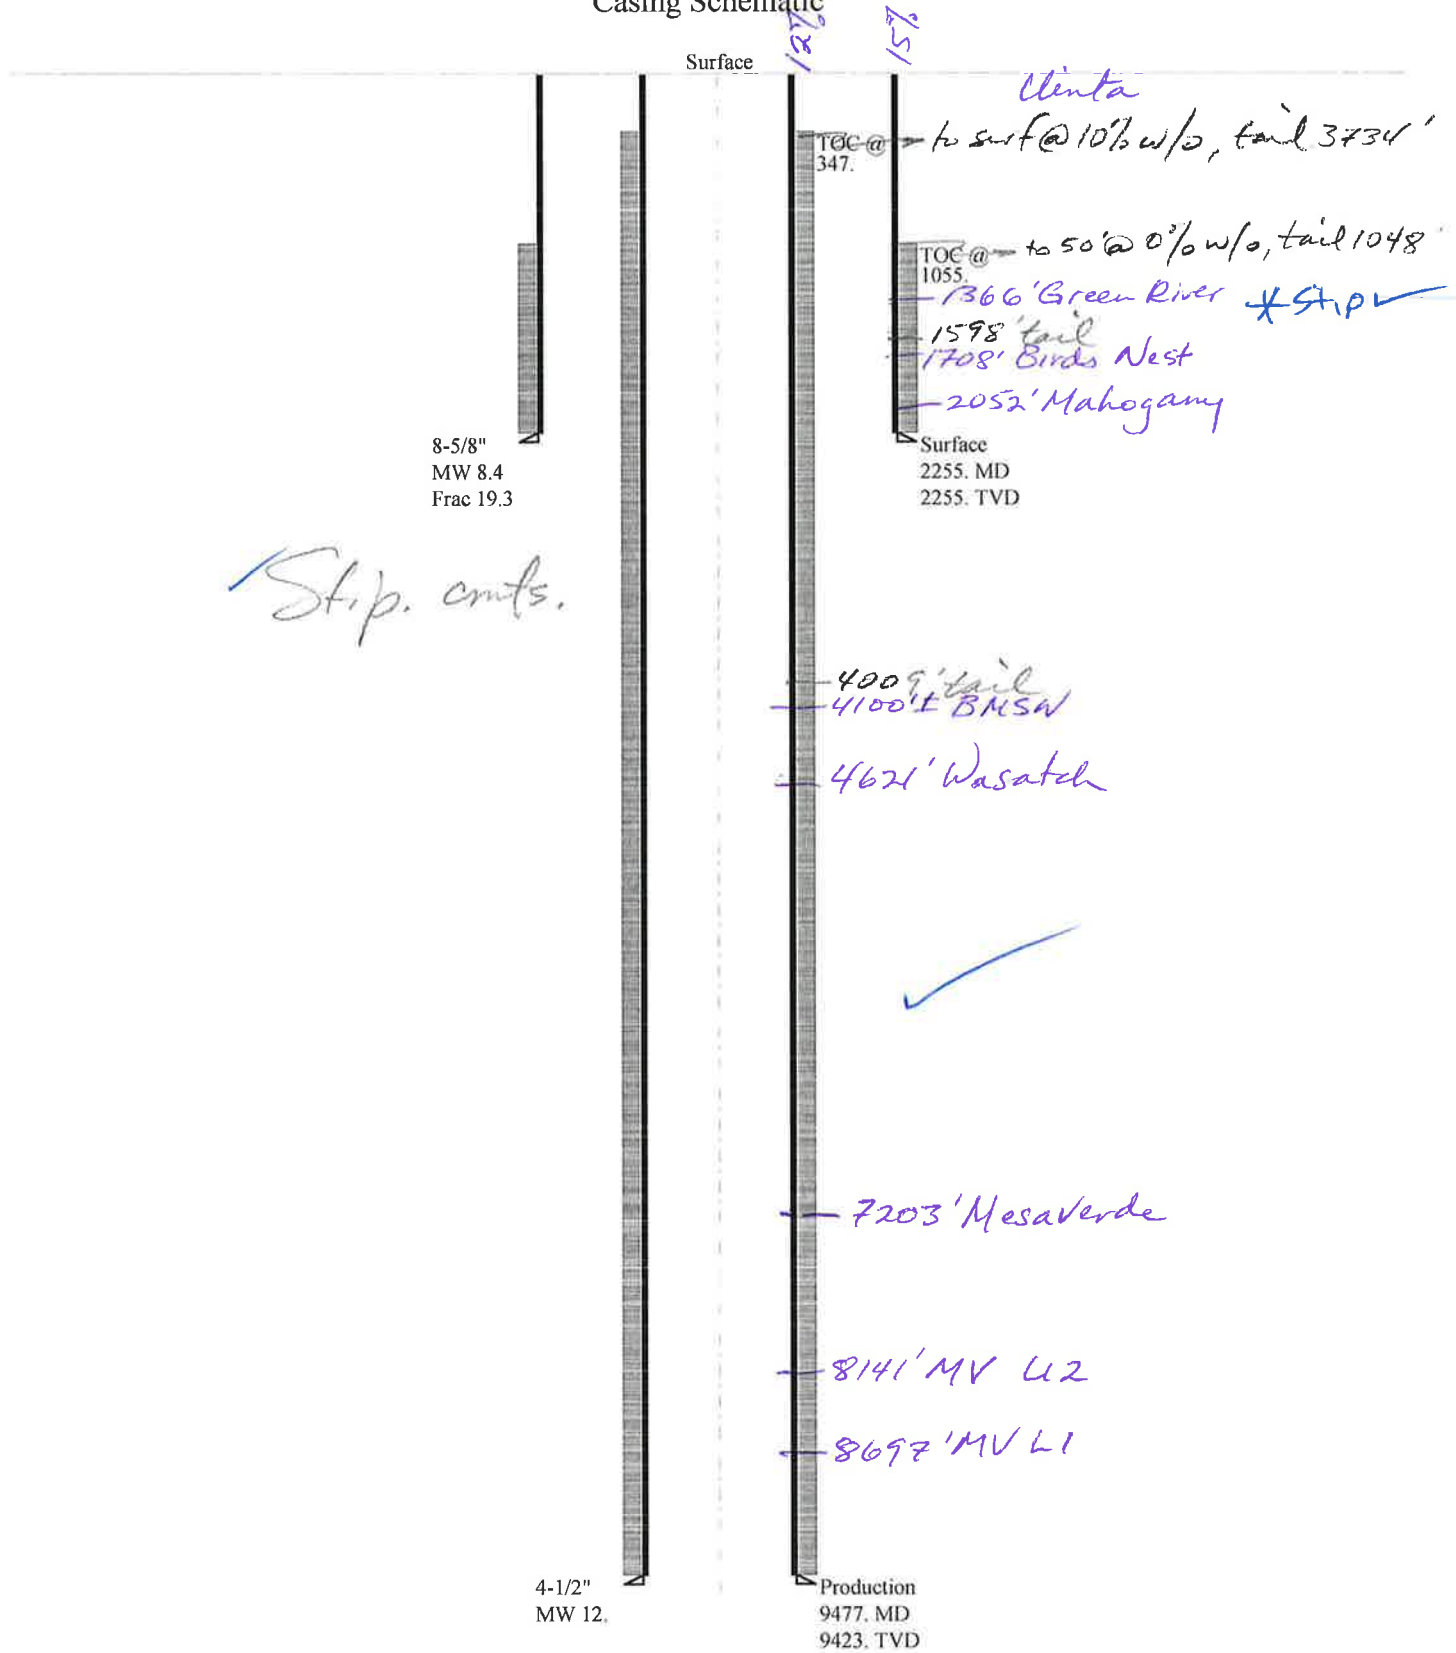 Casing Schematic
12%
15%
Surface
Uinta
TOC @ to surf @ 10% w/o, tail 3734'
347.
TOC @ to 50' @ 0% w/o, tail 1048'
1055.
1366' Green River *Stip
1598' tail
1708' Birds Nest
2052' Mahogany
8-5/8"
MW 8.4
Frac 19.3
Surface
2255. MD
2255. TVD
Stip. cmts.
4009' tail
4100'± BMSW
4621' Wasatch
7203' Mesaverde
8141' MV U2
8697' MV L1
4-1/2"
MW 12.
Production
9477. MD
9423. TVD